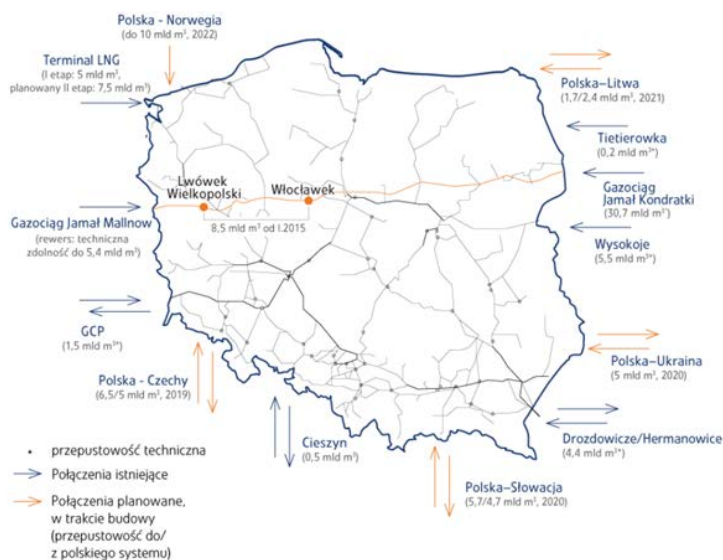 Polska - Norwegia
(do 10 mld m³, 2022)
Terminal LNG
(I etap: 5 mld m³,
planowany II etap: 7,5 mld m³)
Polska–Litwa
(1,7/2,4 mld m³, 2021)
Tietierowka
(0,2 mld m³*)
Gazociąg
Jamał Kondratki
(30,7 mld m³*)
Wysokoje
(5,5 mld m³*)
Lwówek
Wielkopolski
Włocławek
8,5 mld m³ od I.2015
Gazociąg Jamał Mallnow
(rewers: techniczna
zdolność do 5,4 mld m³)
GCP
(1,5 mld m³*)
Polska–Ukraina
(5 mld m³, 2020)
Polska - Czechy
(6,5/5 mld m³, 2019)
Cieszyn
(0,5 mld m³)
Drozdowicze/Hermanowice
(4,4 mld m³*)
Polska–Słowacja
(5,7/4,7 mld m³, 2020)
przepustowość techniczna
Połączenia istniejące
Połączenia planowane,
w trakcie budowy
(przepustowość do/
z polskiego systemu)